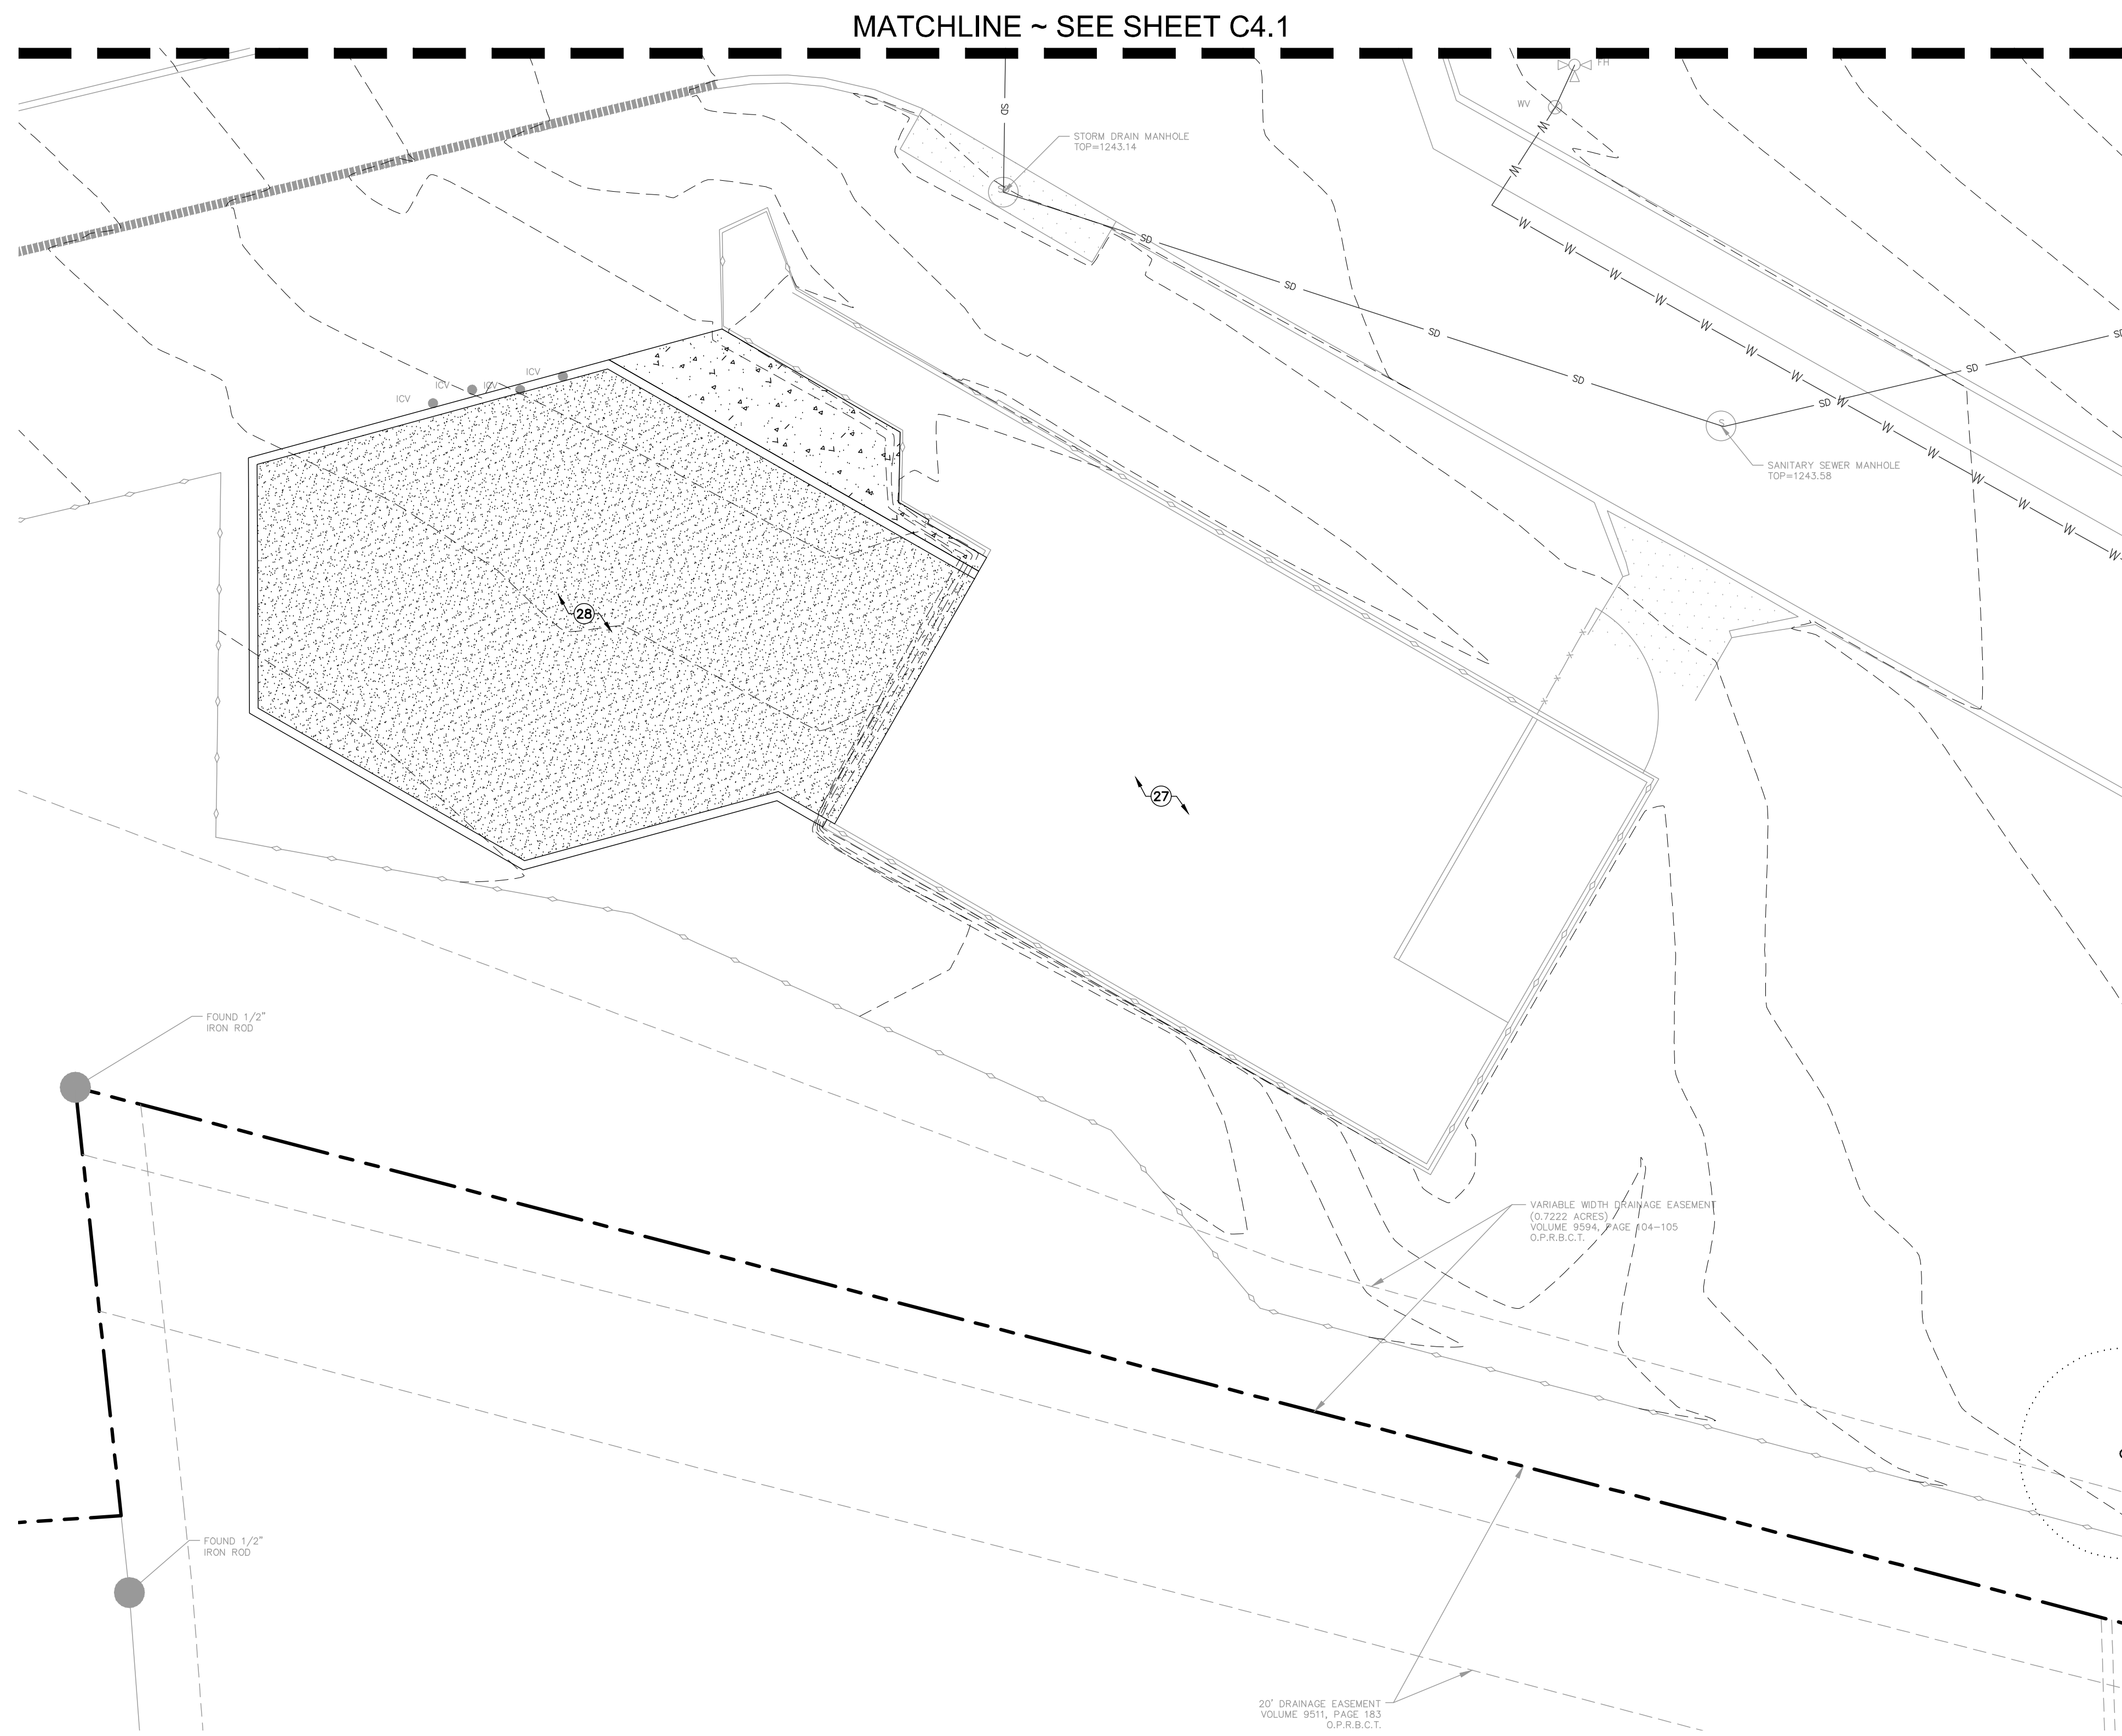 MATCHLINE ~ SEE SHEET C4.1
FH
WV
W
W
SD
STORM DRAIN MANHOLE
TOP=1243.14
S
SD
SD
SD
SD
SD
SD
SD
W
W
W
W
W
W
W
W
W
W
W
W
W
W
S
SANITARY SEWER MANHOLE
TOP=1243.58
ICV
ICV
ICV
ICV
28
27
FOUND 1/2"
IRON ROD
VARIABLE WIDTH DRAINAGE EASEMENT
(0.7222 ACRES)
VOLUME 9594, PAGE 104-105
O.P.R.B.C.T.
FOUND 1/2"
IRON ROD
20' DRAINAGE EASEMENT
VOLUME 9511, PAGE 183
O.P.R.B.C.T.